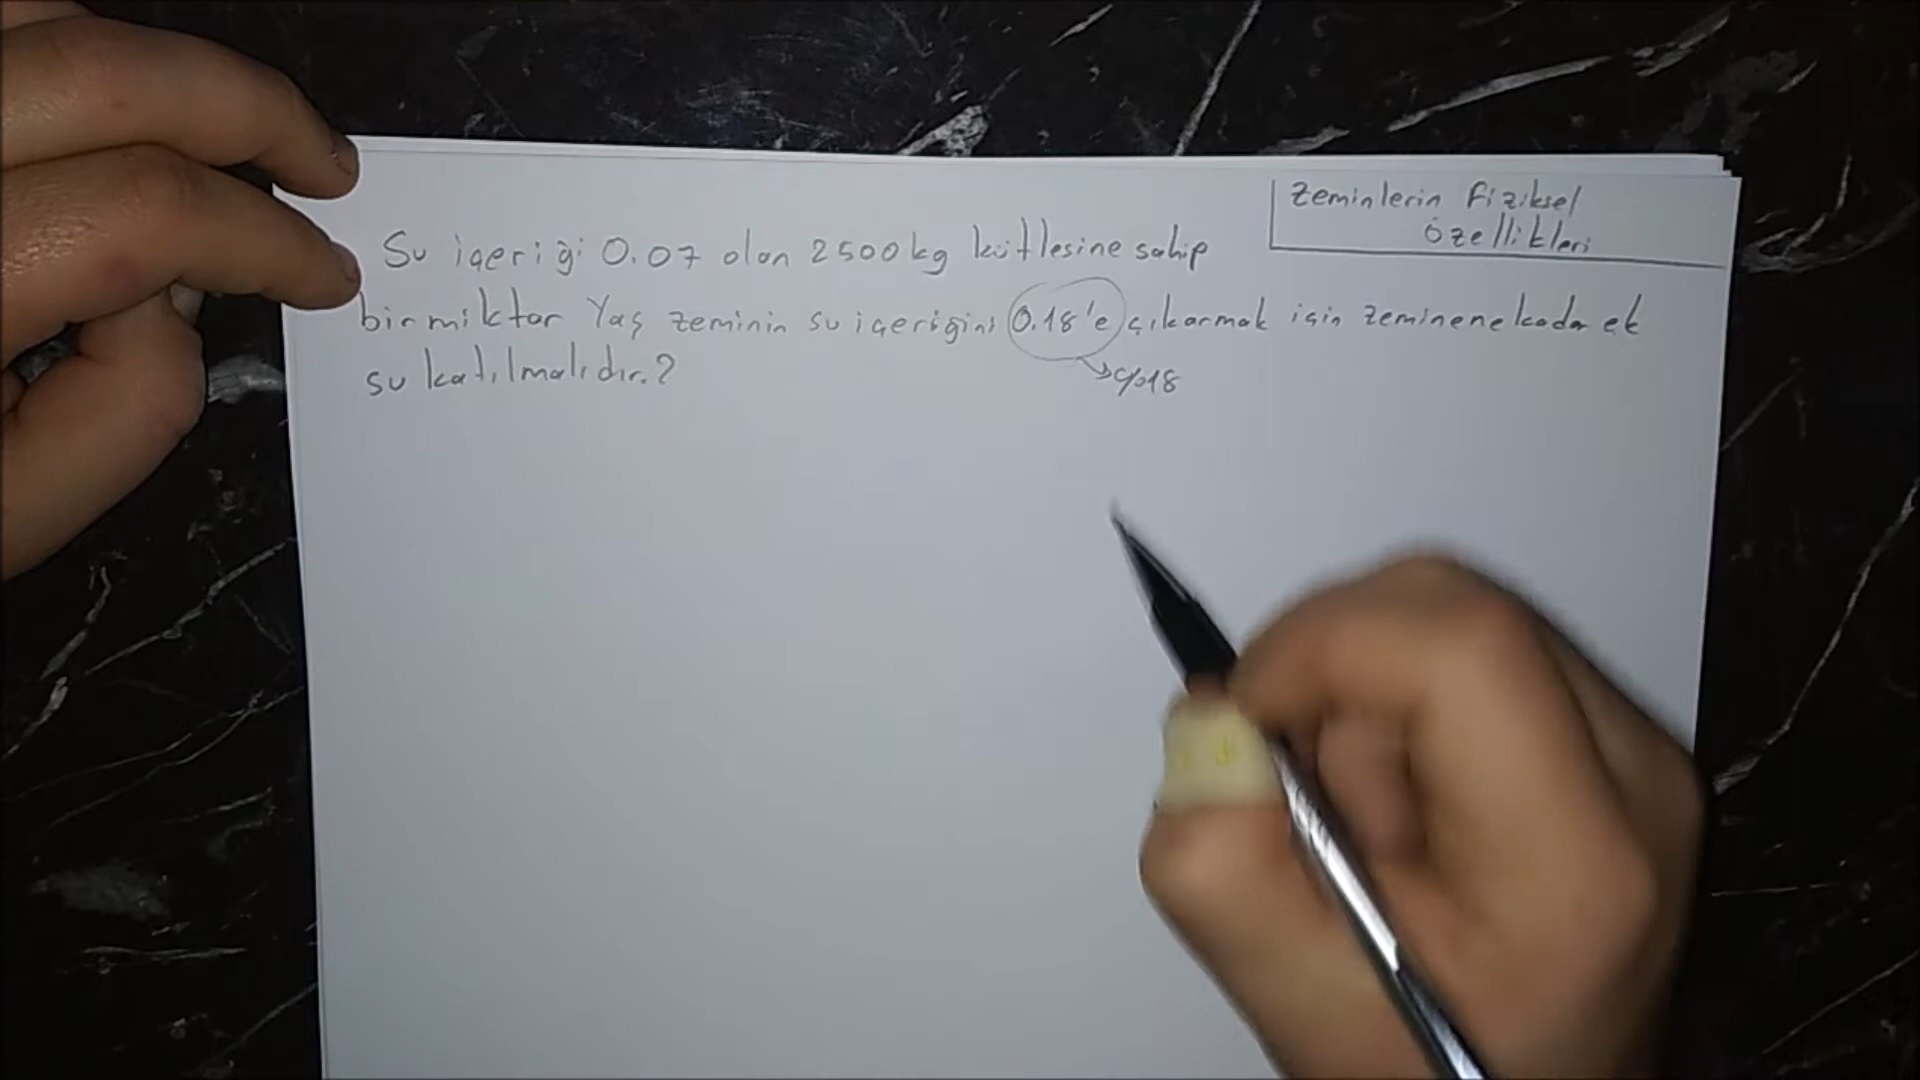 Zeminlerin Fiziksel
Özellikleri
Su içeriği 0.07 olan 2500kg kütlesine sahip
bir miktar Yaş zeminin su içeriğini 0.18'e çıkarmak için zemine ne kadar ek
su katılmalıdır.?
%18